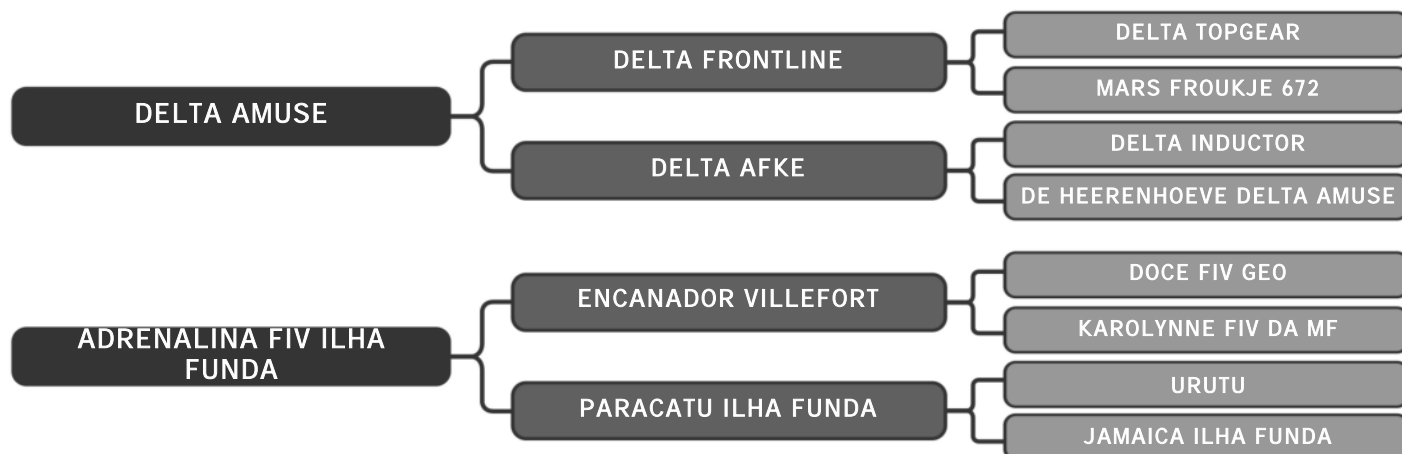 DELTA TOPGEAR
DELTA FRONTLINE
MARS FROUKJE 672
DELTA AMUSE
DELTA INDUCTOR
DELTA AFKE
DE HEERENHOEVE DELTA AMUSE
DOCE FIV GEO
ENCANADOR VILLEFORT
KAROLYNNE FIV DA MF
ADRENALINA FIV ILHA
FUNDA
URUTU
PARACATU ILHA FUNDA
JAMAICA ILHA FUNDA